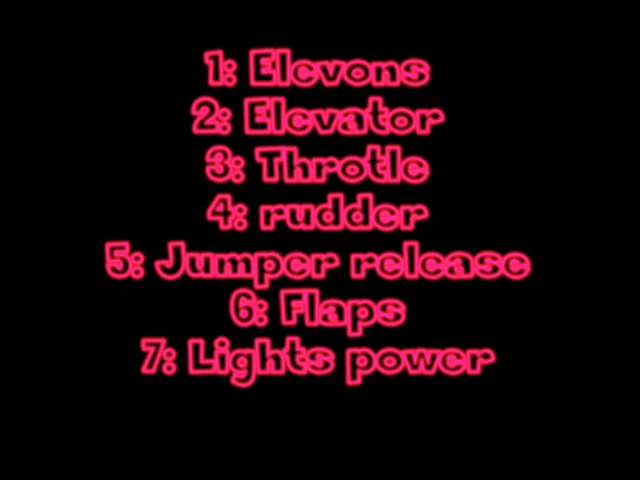 1: Elevons
2: Elevator
3: Throtle
4: rudder
5: Jumper release
6: Flaps
7: Lights power